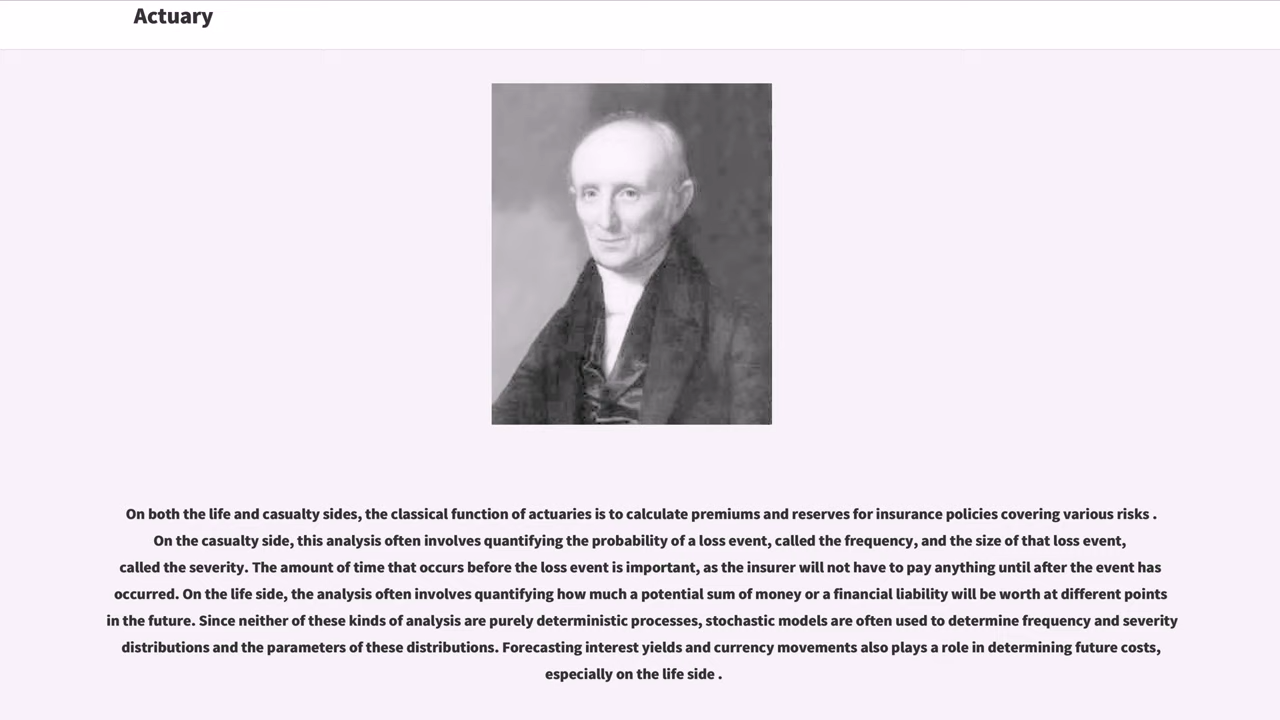 Actuary
On both the life and casualty sides, the classical function of actuaries is to calculate premiums and reserves for insurance policies covering various risks .
On the casualty side, this analysis often involves quantifying the probability of a loss event, called the frequency, and the size of that loss event,
called the severity. The amount of time that occurs before the loss event is important, as the insurer will not have to pay anything until after the event has
occurred. On the life side, the analysis often involves quantifying how much a potential sum of money or a financial liability will be worth at different points
in the future. Since neither of these kinds of analysis are purely deterministic processes, stochastic models are often used to determine frequency and severity
distributions and the parameters of these distributions. Forecasting interest yields and currency movements also plays a role in determining future costs,
especially on the life side .